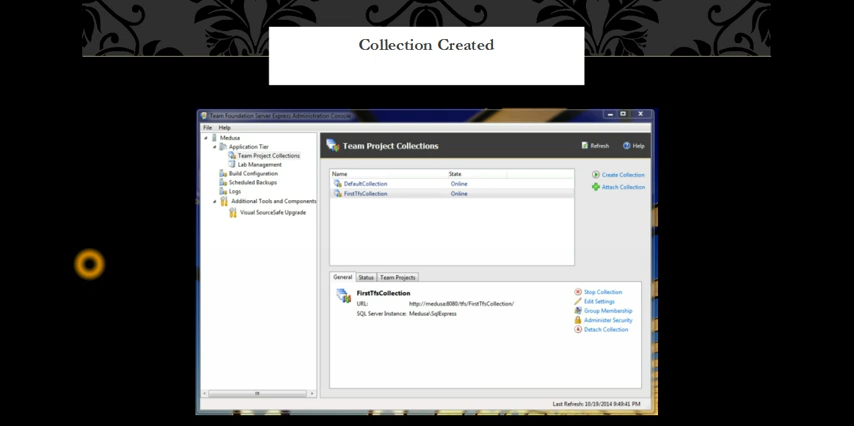 Collection Created
Team Foundation Server Express Administration Console
File Help
Medusa
Application Tier
Team Project Collections
Lab Management
Build Configuration
Scheduled Backups
Logs
Additional Tools and Components
Visual SourceSafe Upgrade
Team Project Collections
Refresh
Help
Name State
DefaultCollection Online
FirstTfsCollection Online
Create Collection
Attach Collection
General Status Team Projects
FirstTfsCollection
URL: http://medusa:8080/tfs/FirstTfsCollection/
SQL Server Instance: Medusa\SqlExpress
Stop Collection
Edit Settings
Group Membership
Administer Security
Detach Collection
Last Refresh: 10/19/2014 9:49:41 PM